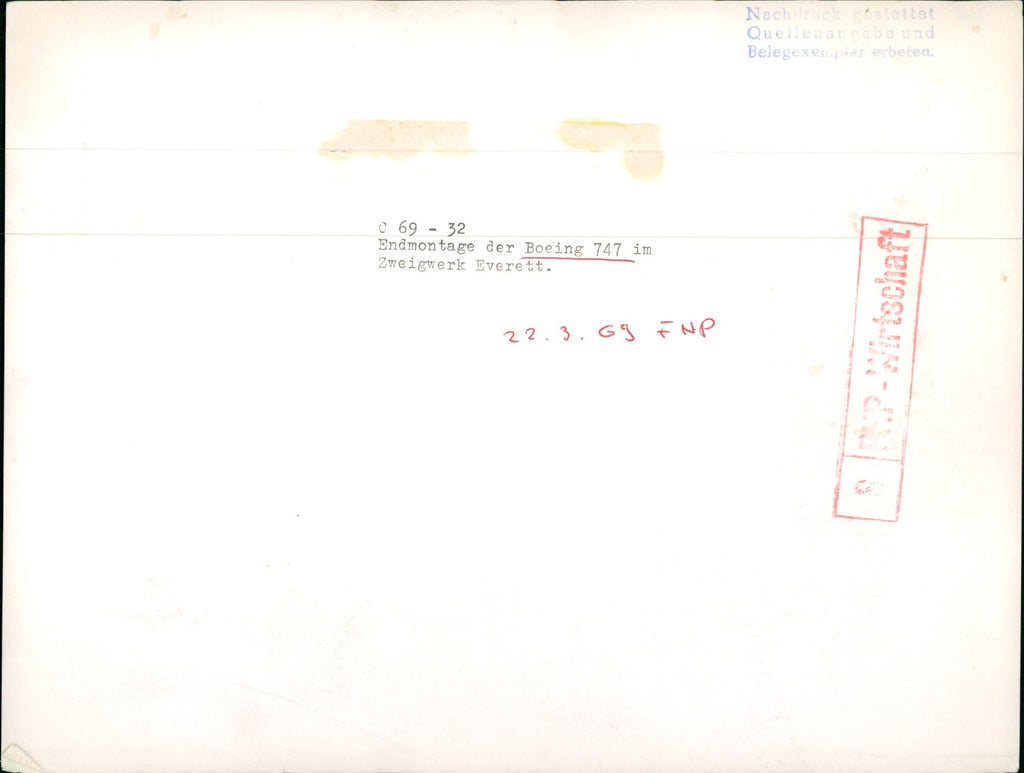 Nachdruck gestattet
Quellenangabe und
Belegexemplar erbeten.
C 69 - 32
Endmontage der Boeing 747 im
Zweigwerk Everett.
22. 3. 69 FNP
FNP-Wirtschaft